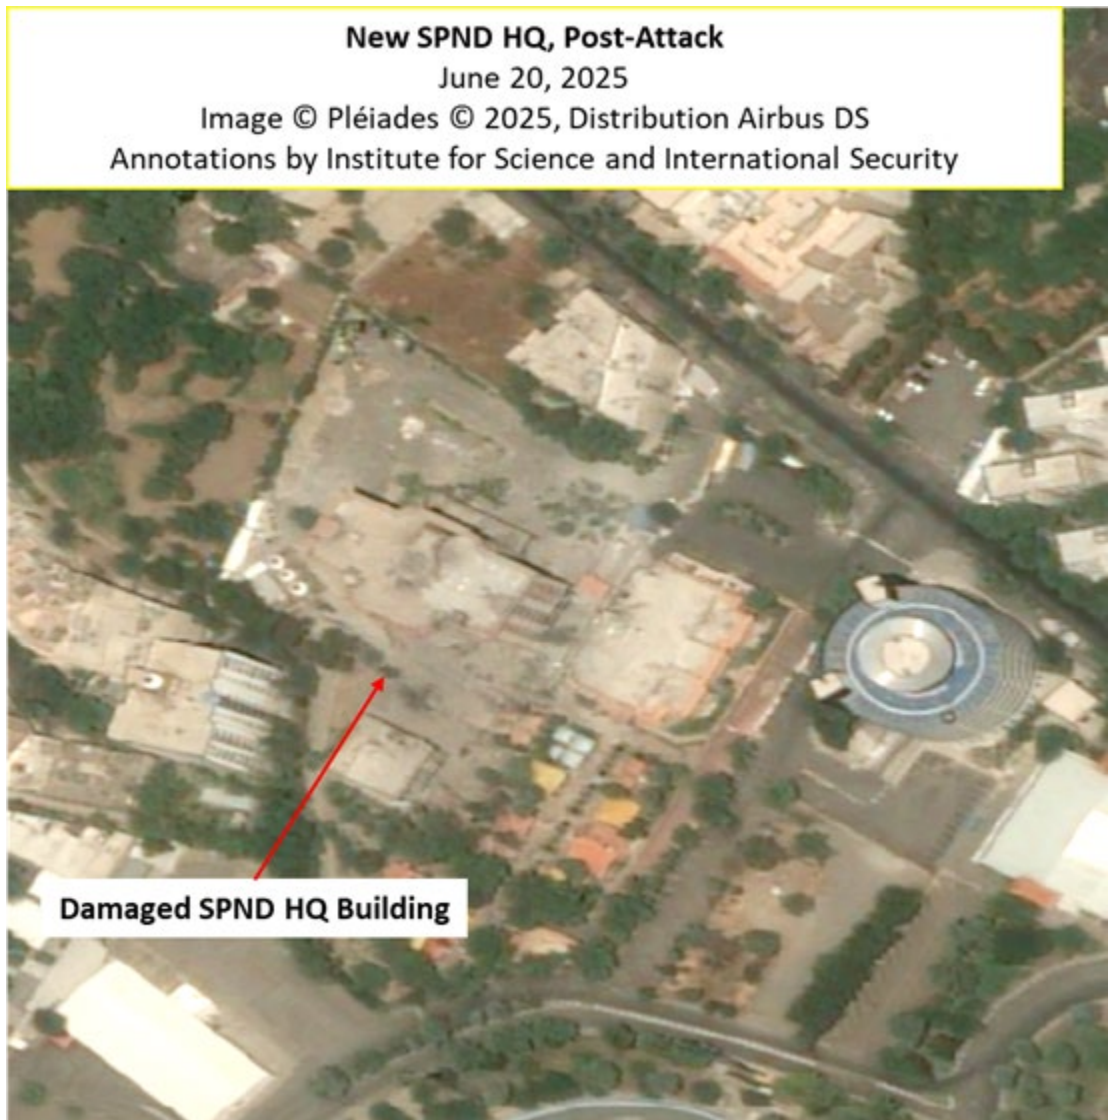 New SPND HQ, Post-Attack
June 20, 2025
Image © Pléiades © 2025, Distribution Airbus DS
Annotations by Institute for Science and International Security
Damaged SPND HQ Building